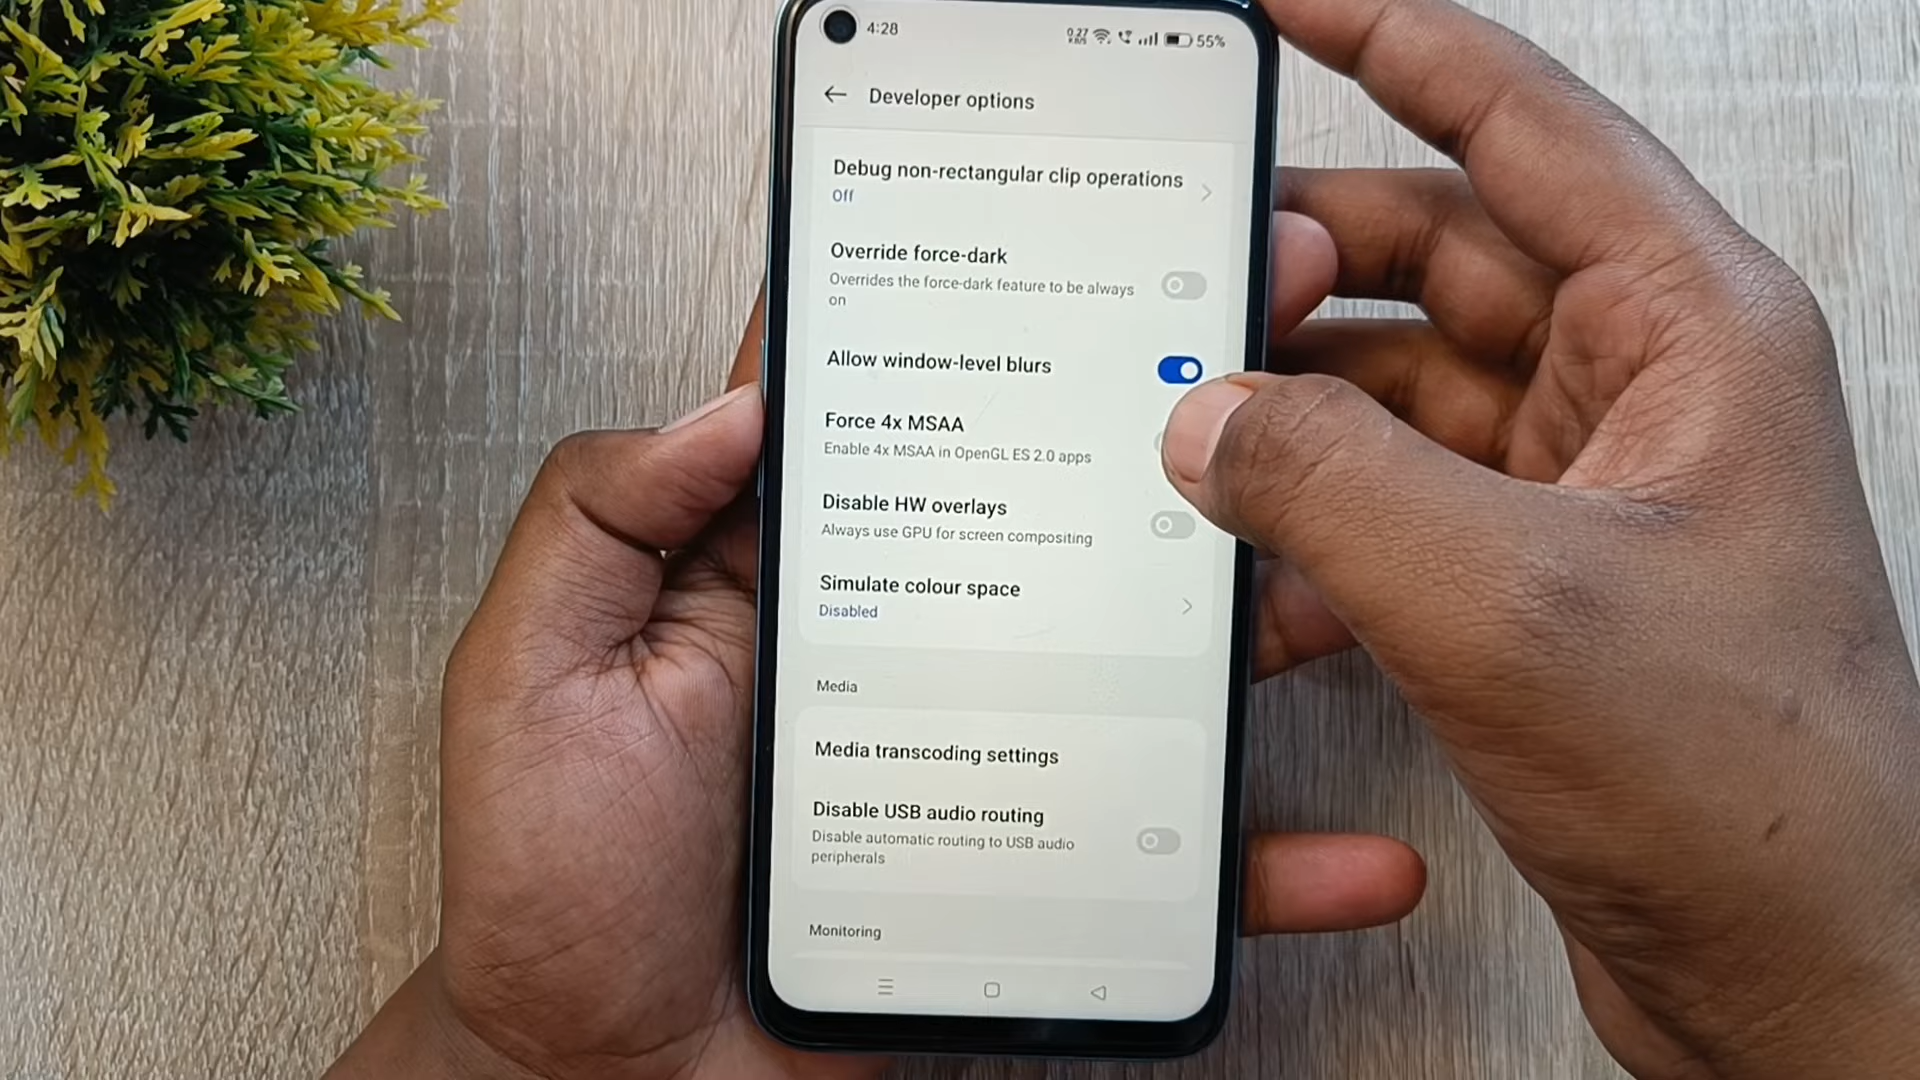 4:28
0.27 55%
KB/S
Developer options
Debug non-rectangular clip operations
Off
Override force-dark
Overrides the force-dark feature to be always
on
Allow window-level blurs
Force 4x MSAA
Enable 4x MSAA in OpenGL ES 2.0 apps
Disable HW overlays
Always use GPU for screen compositing
Simulate colour space
Disabled
Media
Media transcoding settings
Disable USB audio routing
Disable automatic routing to USB audio
peripherals
Monitoring